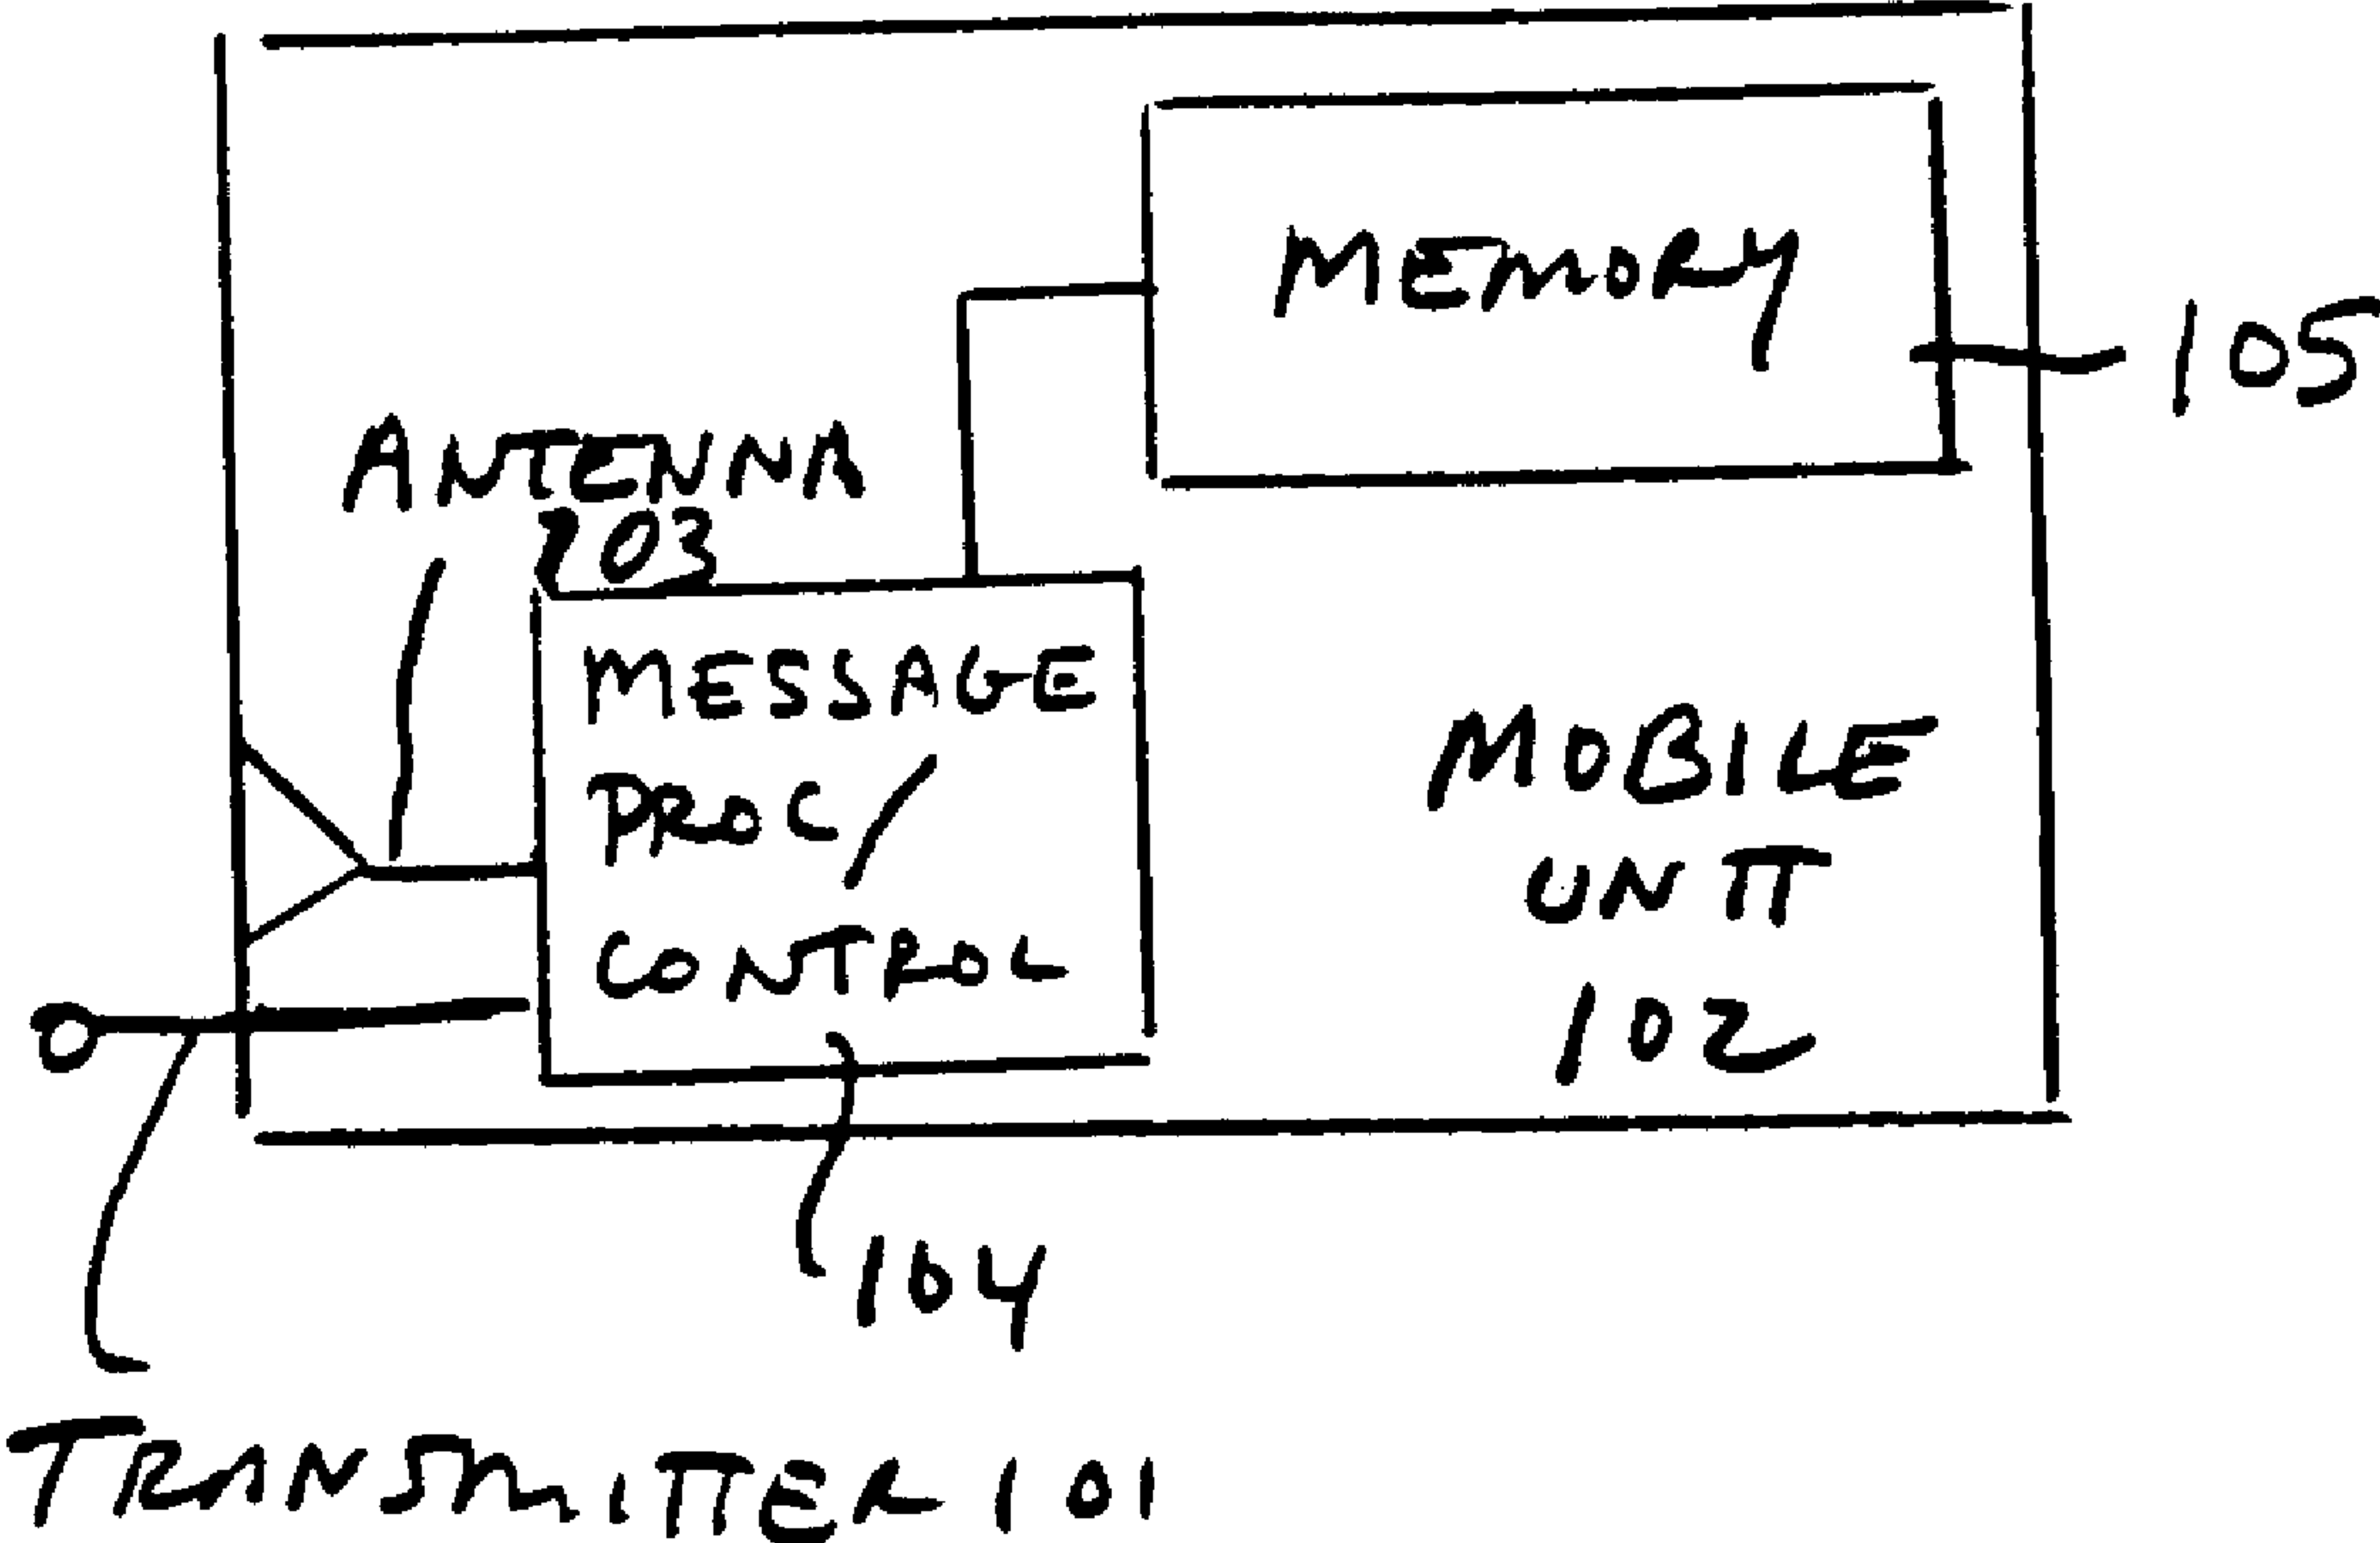 MEMORY
105
ANTENNA
103
MESSAGE
PROC/
CONTROL
MOBILE
UNIT
102
104
TRANSMITTER 101